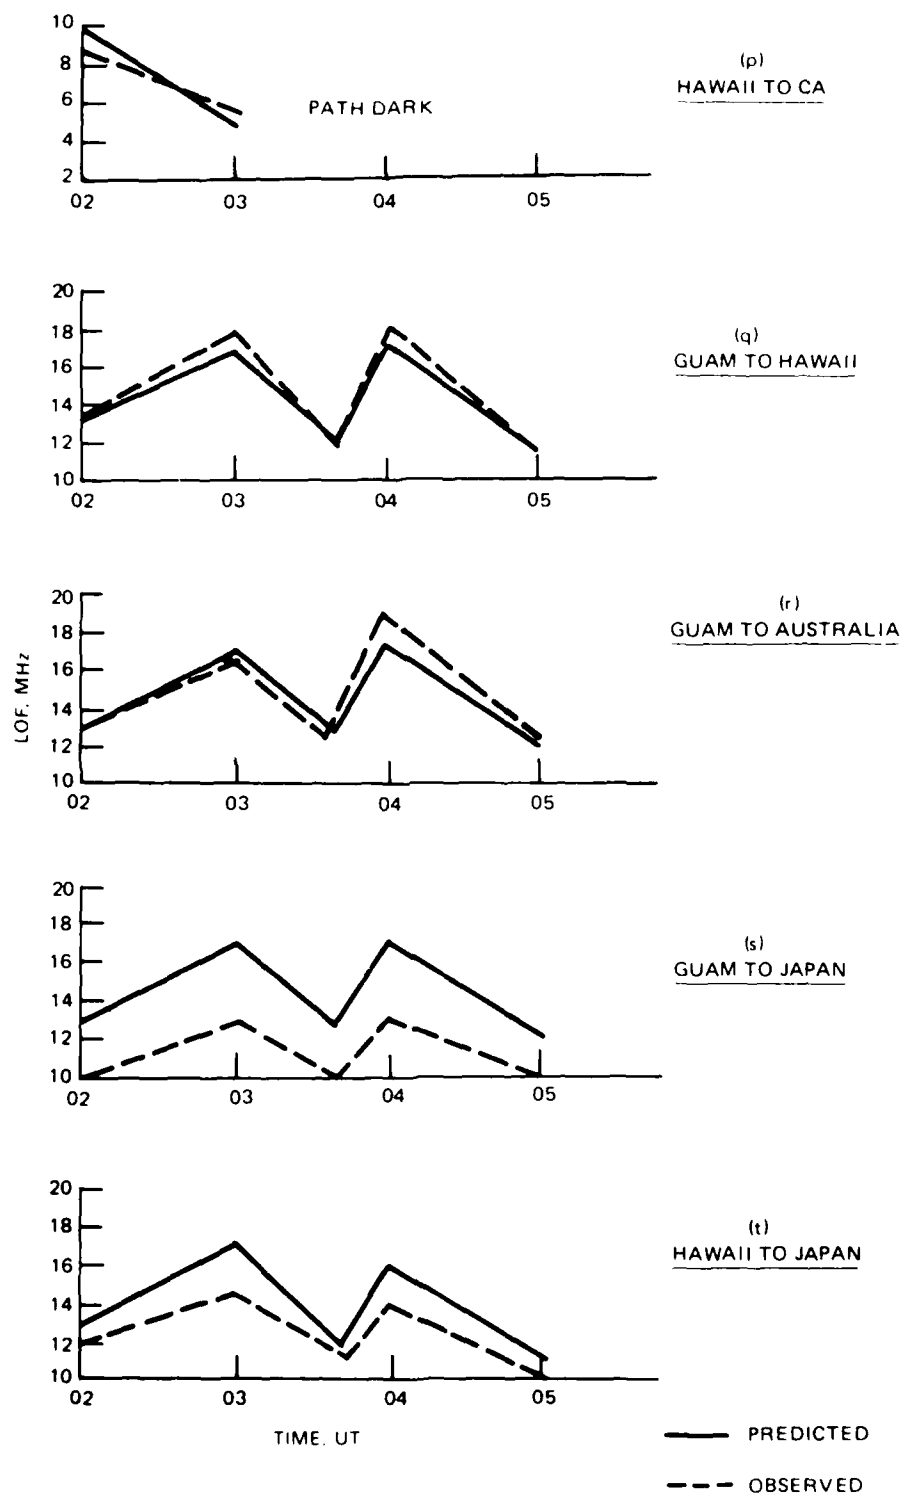 10
8
6
4
2
02 03 04 05
PATH DARK
(p)
HAWAII TO CA
20
18
16
14
12
10
02 03 04 05
(q)
GUAM TO HAWAII
LOF. MHz
20
18
16
14
12
10
02 03 04 05
(r)
GUAM TO AUSTRALIA
20
18
16
14
12
10
02 03 04 05
(s)
GUAM TO JAPAN
20
18
16
14
12
10
02 03 04 05
(t)
HAWAII TO JAPAN
TIME. UT
PREDICTED
OBSERVED